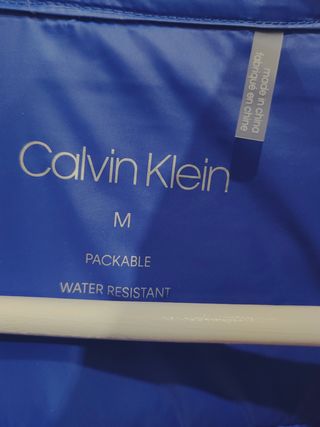 made in china
fabriqué en chine
Calvin Klein
M
PACKABLE
WATER RESISTANT